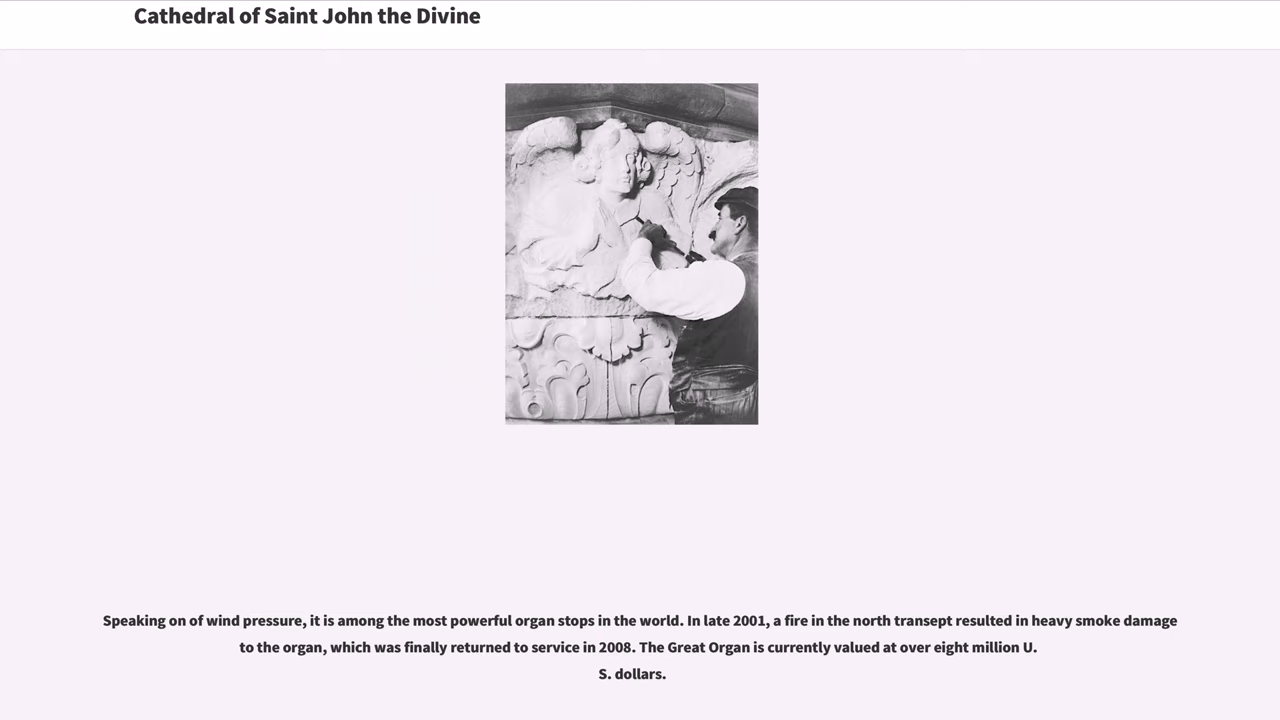 Cathedral of Saint John the Divine
Speaking on of wind pressure, it is among the most powerful organ stops in the world. In late 2001, a fire in the north transept resulted in heavy smoke damage
to the organ, which was finally returned to service in 2008. The Great Organ is currently valued at over eight million U.
S. dollars.